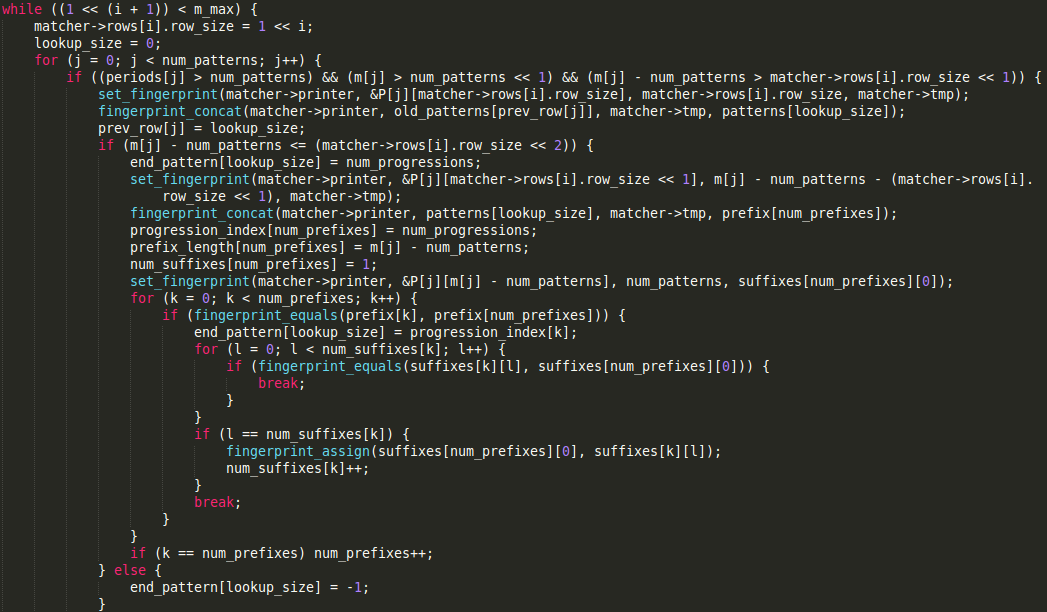 while ((1 << (i + 1)) < m_max) {
    matcher->rows[i].row_size = 1 << i;
    lookup_size = 0;
    for (j = 0; j < num_patterns; j++) {
        if ((periods[j] > num_patterns) && (m[j] > num_patterns << 1) && (m[j] - num_patterns > matcher->rows[i].row_size << 1)) {
            set_fingerprint(matcher->printer, &P[j][matcher->rows[i].row_size], matcher->rows[i].row_size, matcher->tmp);
            fingerprint_concat(matcher->printer, old_patterns[prev_row[j]], matcher->tmp, patterns[lookup_size]);
            prev_row[j] = lookup_size;
            if (m[j] - num_patterns <= (matcher->rows[i].row_size << 2)) {
                end_pattern[lookup_size] = num_progressions;
                set_fingerprint(matcher->printer, &P[j][matcher->rows[i].row_size << 1], m[j] - num_patterns - (matcher->rows[i].
                    row_size << 1), matcher->tmp);
                fingerprint_concat(matcher->printer, patterns[lookup_size], matcher->tmp, prefix[num_prefixes]);
                progression_index[num_prefixes] = num_progressions;
                prefix_length[num_prefixes] = m[j] - num_patterns;
                num_suffixes[num_prefixes] = 1;
                set_fingerprint(matcher->printer, &P[j][m[j] - num_patterns], num_patterns, suffixes[num_prefixes][0]);
                for (k = 0; k < num_prefixes; k++) {
                    if (fingerprint_equals(prefix[k], prefix[num_prefixes])) {
                        end_pattern[lookup_size] = progression_index[k];
                        for (l = 0; l < num_suffixes[k]; l++) {
                            if (fingerprint_equals(suffixes[k][l], suffixes[num_prefixes][0])) {
                                break;
                            }
                        }
                        if (l == num_suffixes[k]) {
                            fingerprint_assign(suffixes[num_prefixes][0], suffixes[k][l]);
                            num_suffixes[k]++;
                        }
                        break;
                    }
                }
                if (k == num_prefixes) num_prefixes++;
            } else {
                end_pattern[lookup_size] = -1;
            }